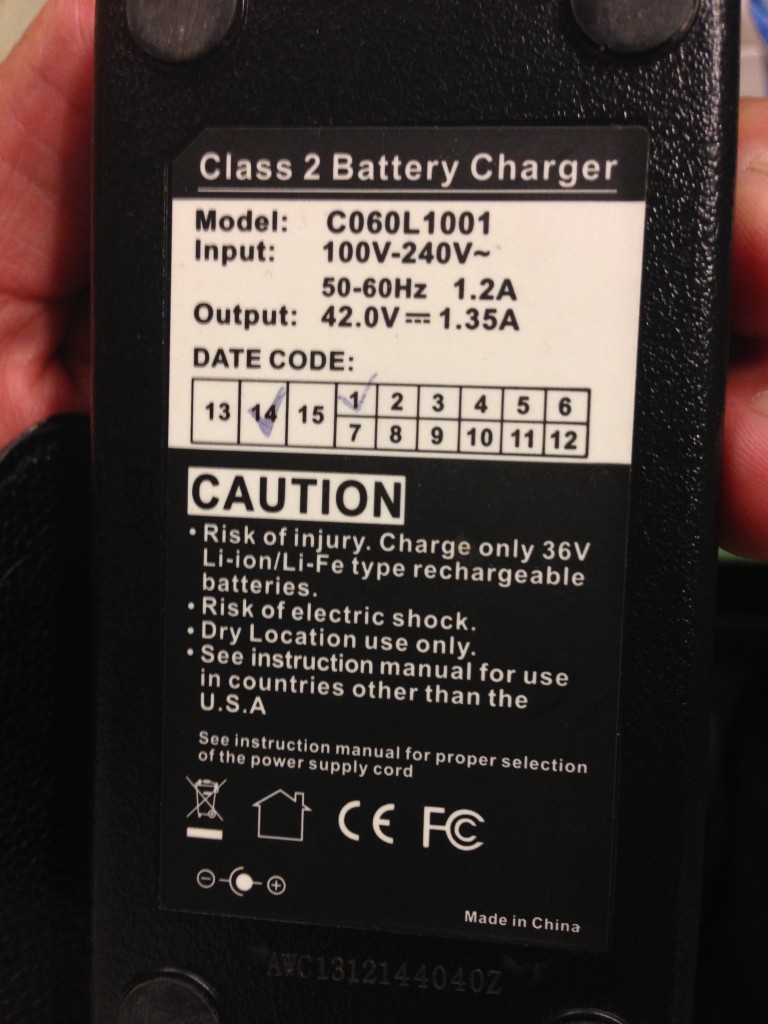 Class 2 Battery Charger
Model: C060L1001
Input: 100V-240V~
50-60Hz 1.2A
Output: 42.0V⎓1.35A
DATE CODE:
13 14 15 1 2 3 4 5 6
7 8 9 10 11 12
CAUTION
• Risk of injury. Charge only 36V
Li-ion/Li-Fe type rechargeable
batteries.
• Risk of electric shock.
• Dry Location use only.
• See instruction manual for use
in countries other than the
U.S.A
See instruction manual for proper selection
of the power supply cord
CE FC
Made in China
AWC1312144040Z